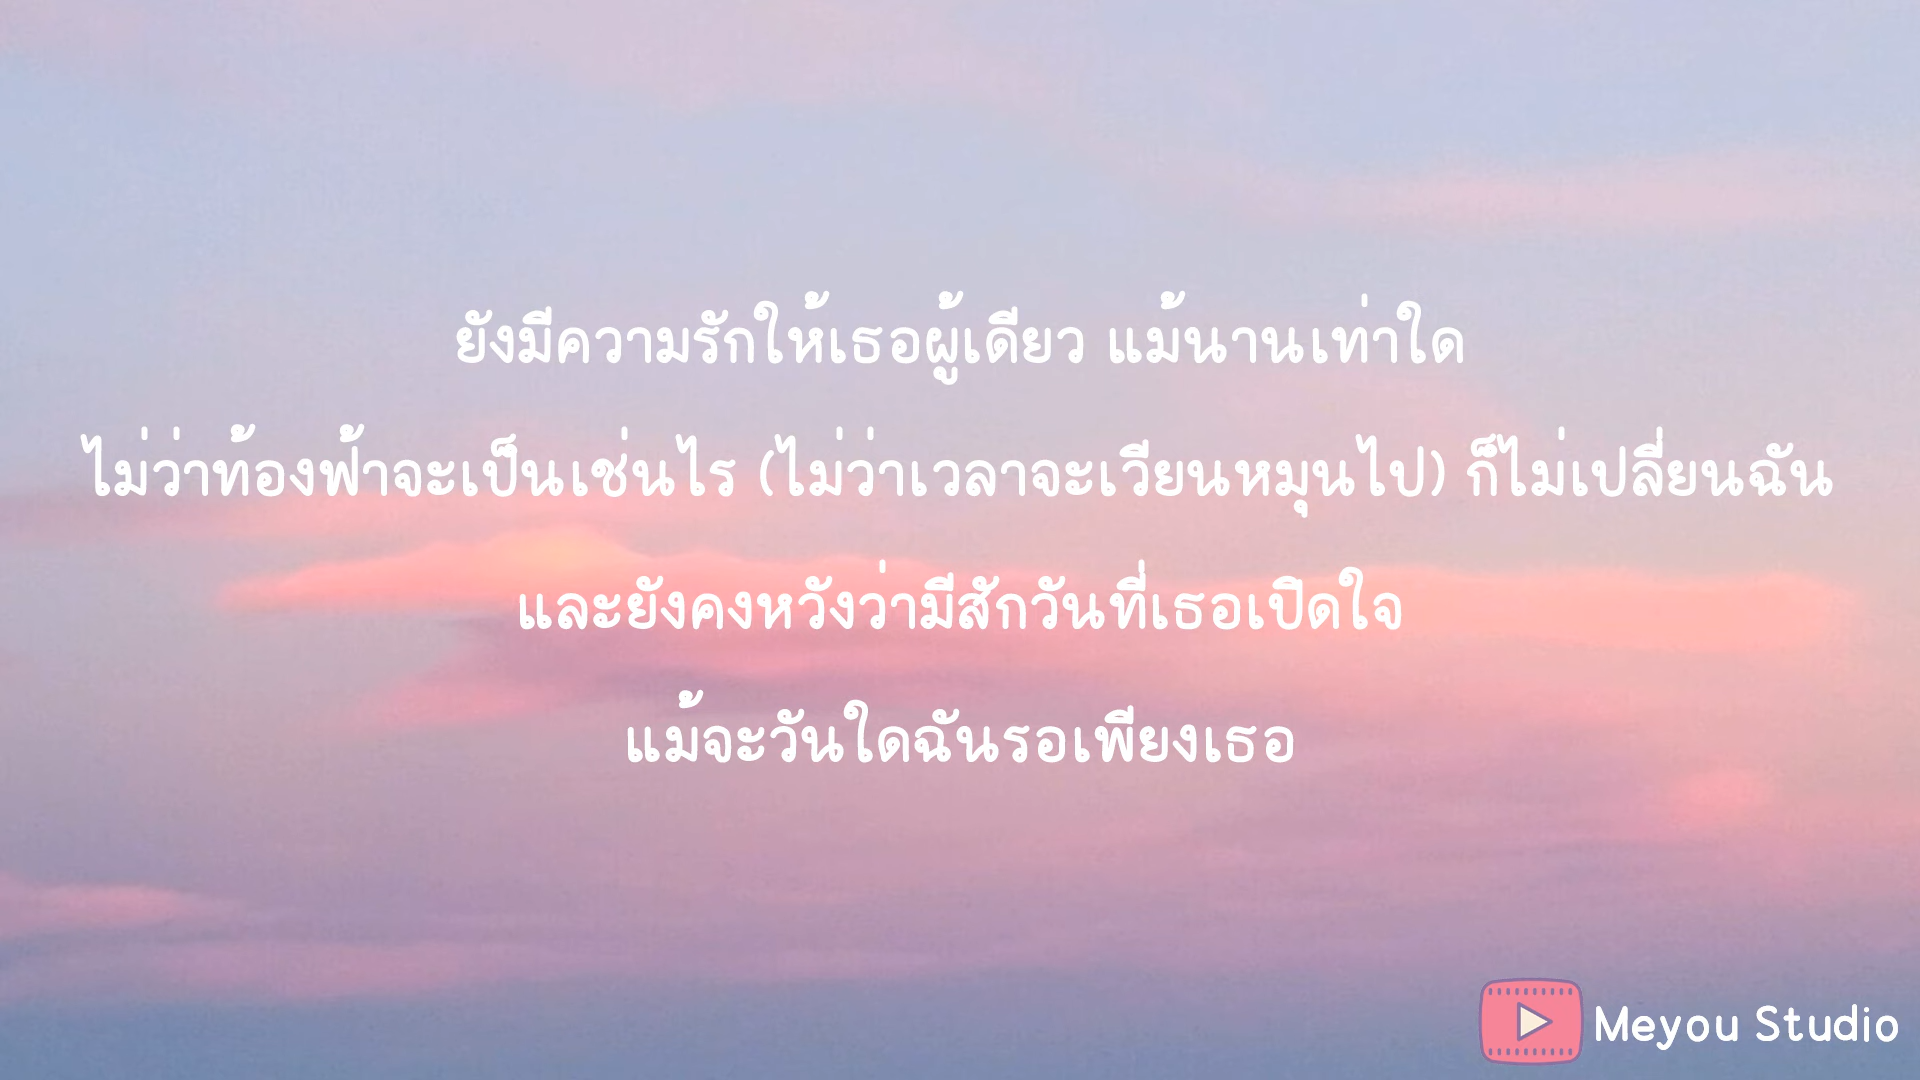 ยังมีความรักให้เธอผู้เดียว แม้นานเท่าใด
ไม่ว่าท้องฟ้าจะเป็นเช่นไร (ไม่ว่าเวลาจะเวียนหมุนไป) ก็ไม่เปลี่ยนฉัน
และยังคงหวังว่ามีสักวันที่เธอเปิดใจ
แม้จะวันใดฉันรอเพียงเธอ
Meyou Studio